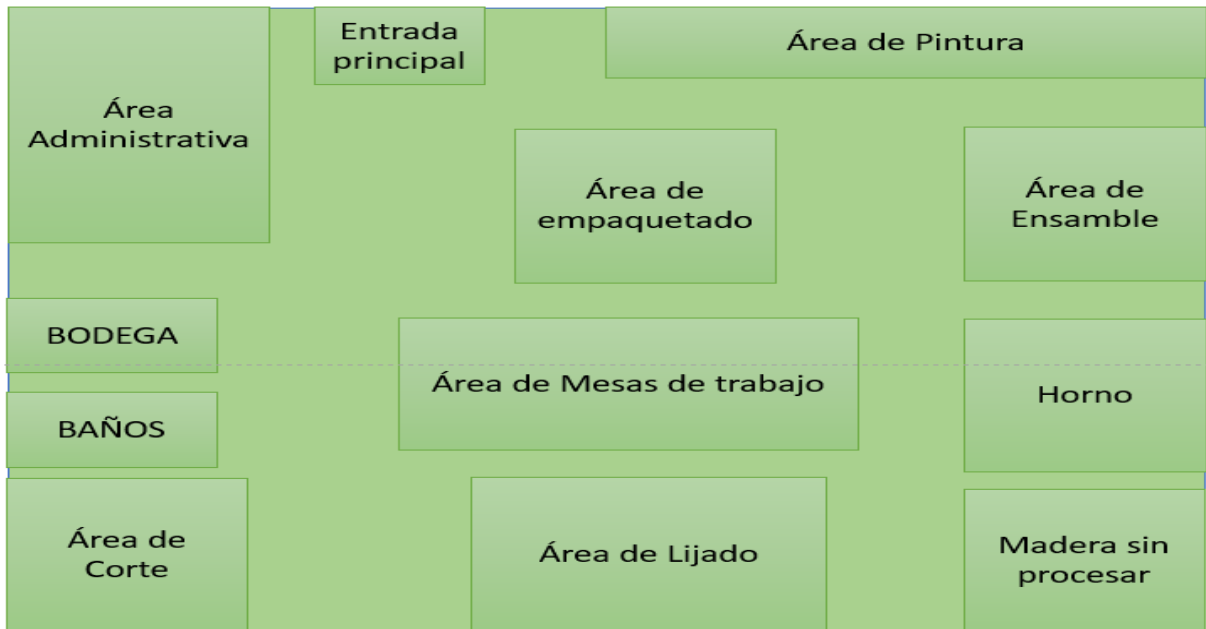 Área
Administrativa
Entrada
principal
Área de Pintura
Área de
empaquetado
Área de
Ensamble
BODEGA
Área de Mesas de trabajo
Horno
BAÑOS
Área de
Corte
Área de Lijado
Madera sin
procesar